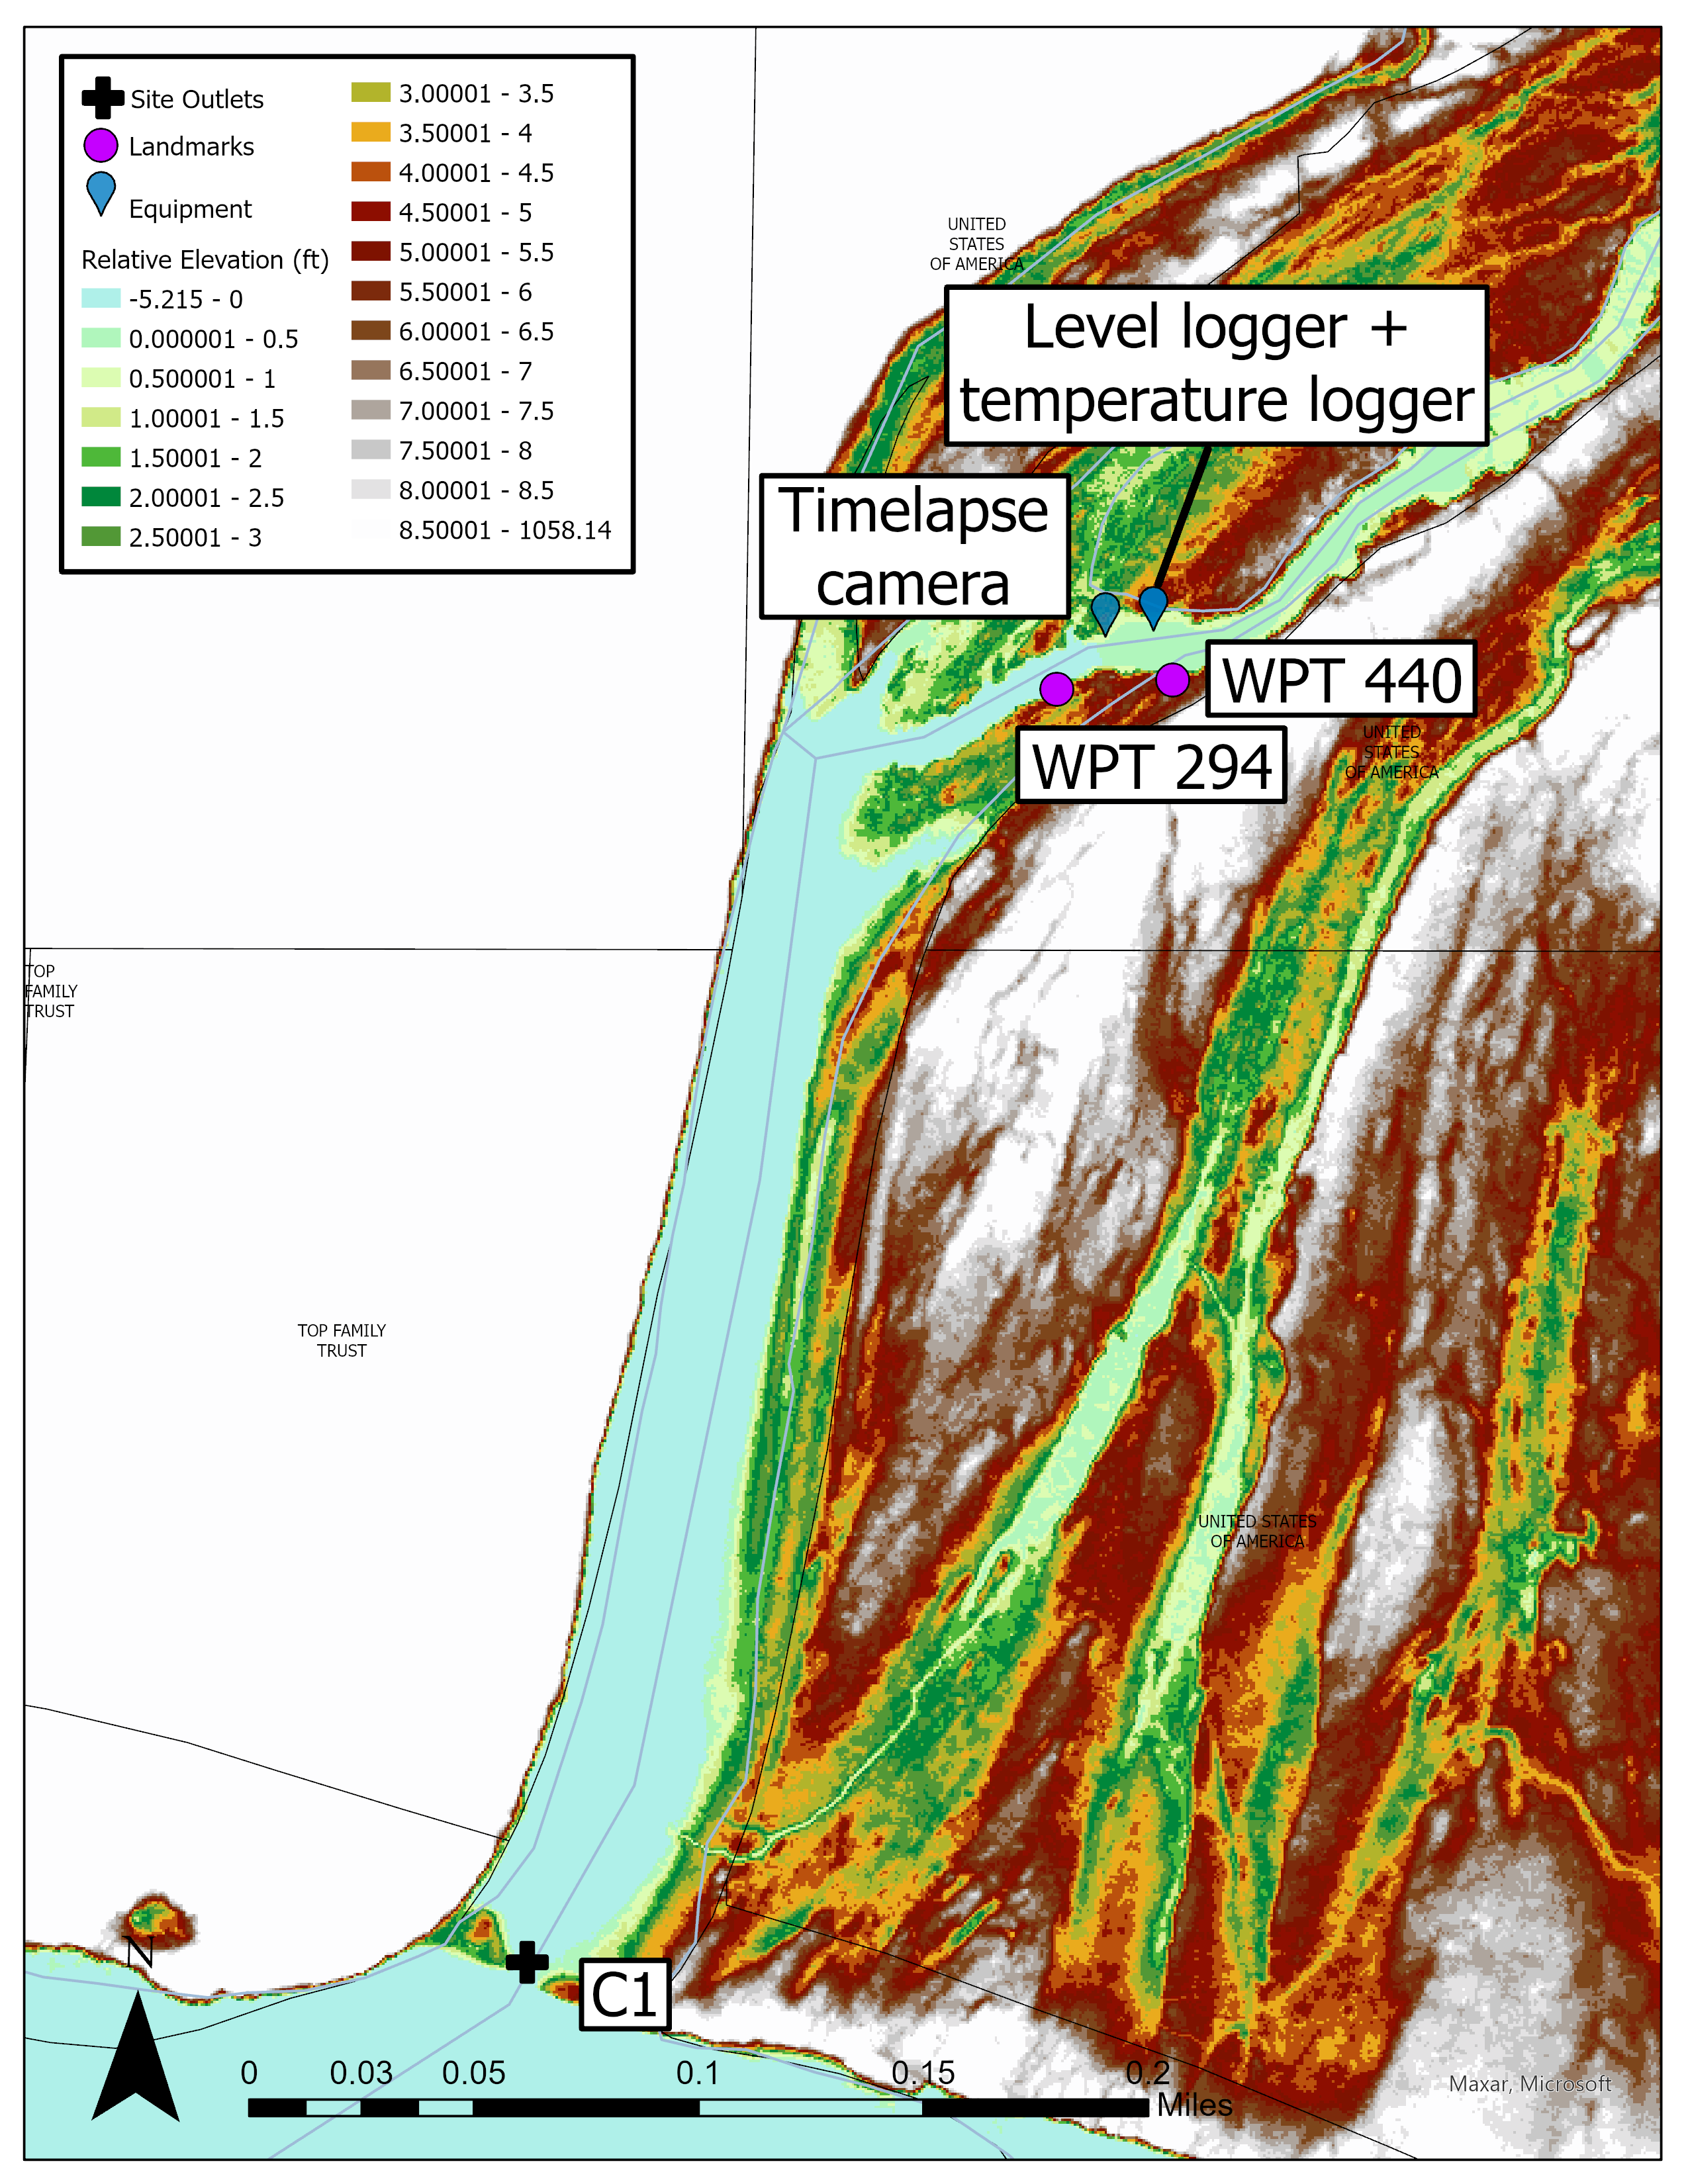 Site Outlets
Landmarks
Equipment
Relative Elevation (ft)
-5.215 - 0
0.000001 - 0.5
0.500001 - 1
1.00001 - 1.5
1.50001 - 2
2.00001 - 2.5
2.50001 - 3
3.00001 - 3.5
3.50001 - 4
4.00001 - 4.5
4.50001 - 5
5.00001 - 5.5
5.50001 - 6
6.00001 - 6.5
6.50001 - 7
7.00001 - 7.5
7.50001 - 8
8.00001 - 8.5
8.50001 - 1058.14
UNITED
STATES
OF AMERICA
Level logger +
temperature logger
Timelapse
camera
WPT 440
WPT 294
UNITED
STATES
OF AMERICA
TOP
FAMILY
TRUST
TOP FAMILY
TRUST
UNITED STATES
OF AMERICA
N
C1
0 0.03 0.05 0.1 0.15 0.2
Miles
Maxar, Microsoft